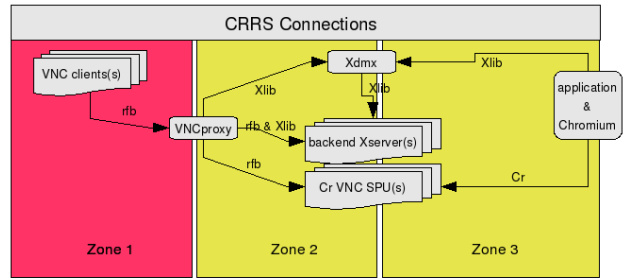 CRRS Connections
VNC clients(s)
rfb
VNCproxy
Xlib
rfb & Xlib
rfb
Xdmx
Xlib
Xlib
backend Xserver(s)
Cr VNC SPU(s)
application
&
Chromium
Cr
Zone 1
Zone 2
Zone 3